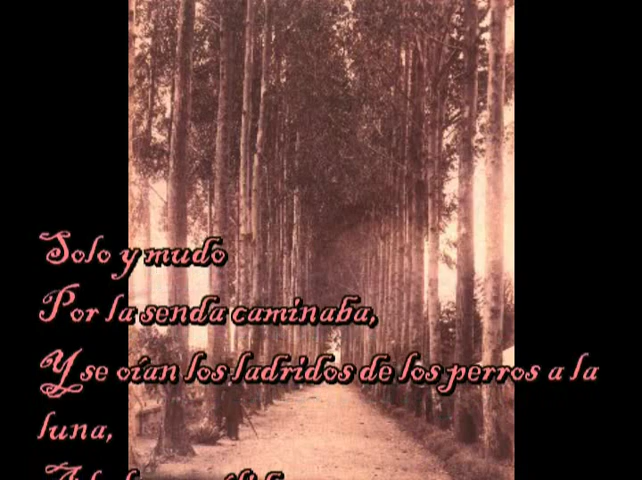 Solo y mudo
Por la senda caminaba,
Y se oían los ladridos de los perros a la
luna,